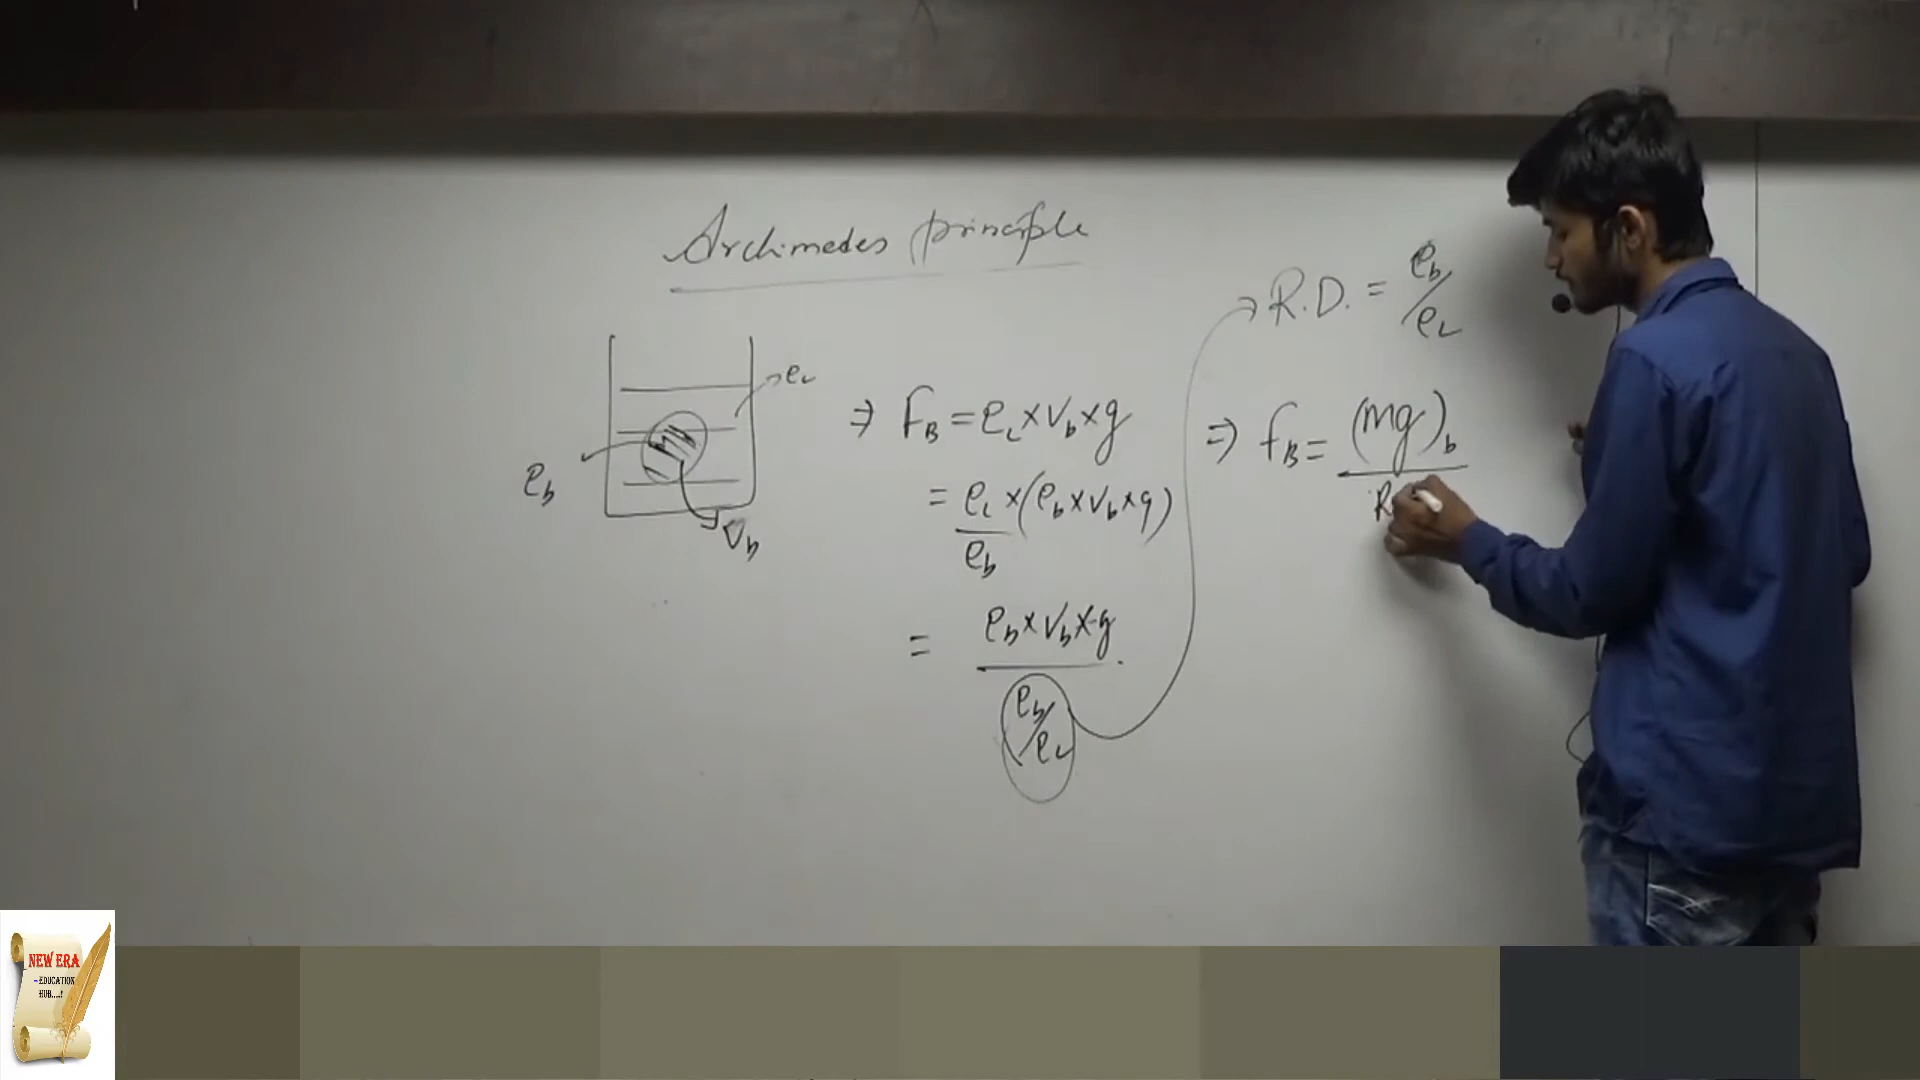 Archimedes principle
ρL
ρb
Vb
⇒ FB = ρL × Vb × g
= ρL/ρb × (ρb × Vb × g)
= ρb × Vb × g
ρb/ρL
→ R.D. = ρb/ρL
⇒ fB = (mg)b
R
NEW ERA
- EDUCATION
HUB....!